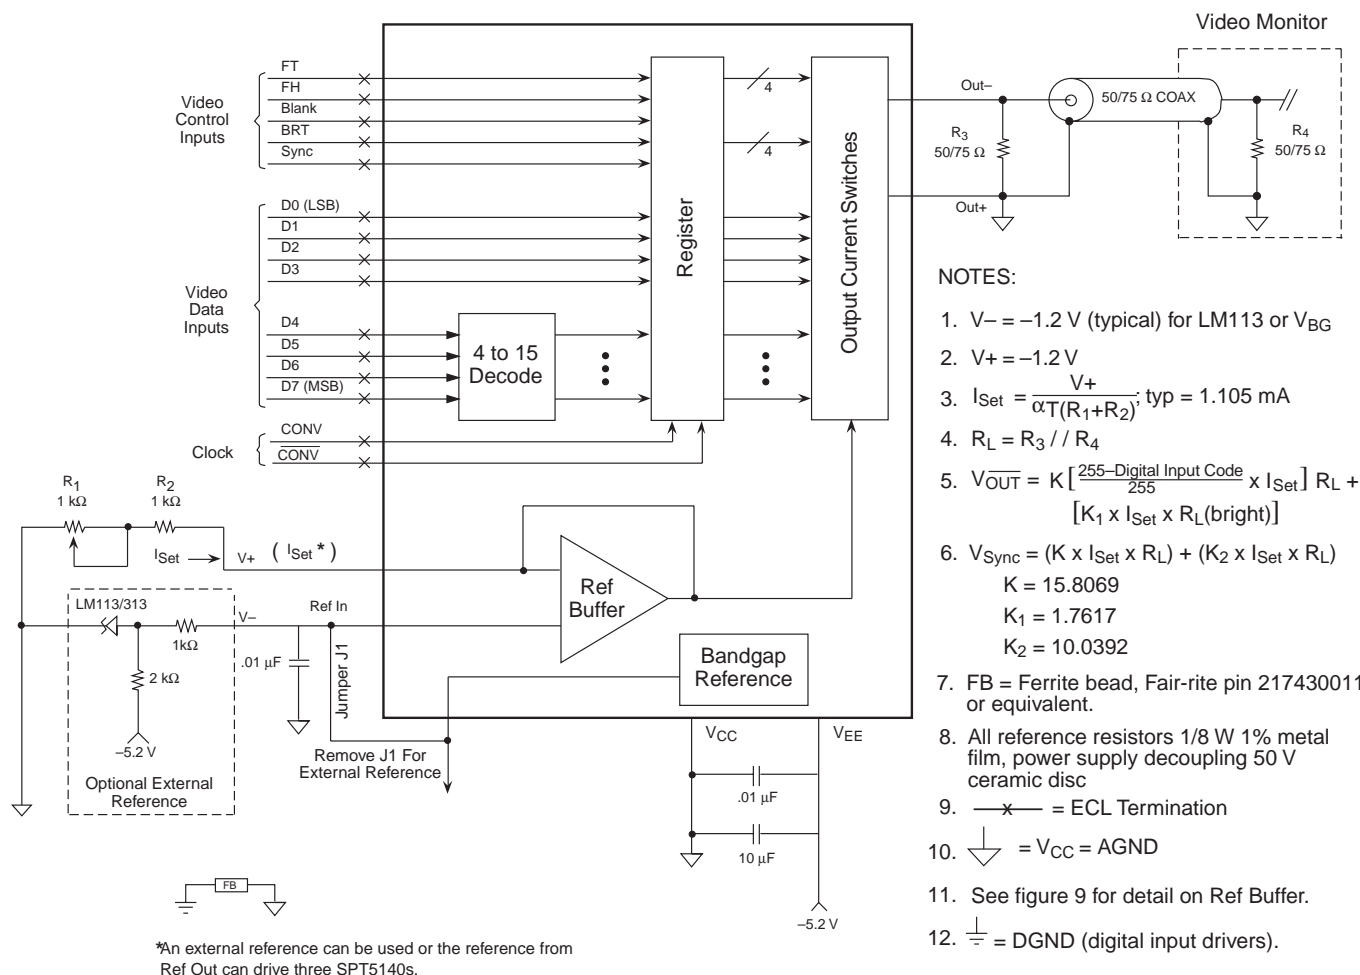 Video Monitor
FT
FH
Blank
BRT
Sync
Video
Control
Inputs
4
4
Out–
50/75 Ω COAX
R3
50/75 Ω
R4
50/75 Ω
Out+
D0 (LSB)
D1
D2
D3
Video
Data
Inputs
D4
D5
D6
D7 (MSB)
4 to 15
Decode
Register
Output Current Switches
Clock
CONV
CONV
R1
1 kΩ
R2
1 kΩ
ISet
V+
( ISet * )
Ref
Buffer
LM113/313
V–
Ref In
1kΩ
2 kΩ
.01 µF
Jumper J1
Bandgap
Reference
–5.2 V
Optional External
Reference
Remove J1 For
External Reference
VCC
VEE
.01 µF
10 µF
–5.2 V
FB
*An external reference can be used or the reference from
Ref Out can drive three SPT5140s.
NOTES:
1. V– = –1.2 V (typical) for LM113 or VBG
2. V+ = –1.2 V
3. ISet = V+ / αT(R1+R2); typ = 1.105 mA
4. RL = R3 // R4
5. VOUT = K [ 255–Digital Input Code / 255 x ISet ] RL +
[K1 x ISet x RL(bright)]
6. VSync = (K x ISet x RL) + (K2 x ISet x RL)
K = 15.8069
K1 = 1.7617
K2 = 10.0392
7. FB = Ferrite bead, Fair-rite pin 217430011
or equivalent.
8. All reference resistors 1/8 W 1% metal
film, power supply decoupling 50 V
ceramic disc
9. x = ECL Termination
10. = VCC = AGND
11. See figure 9 for detail on Ref Buffer.
12. = DGND (digital input drivers).